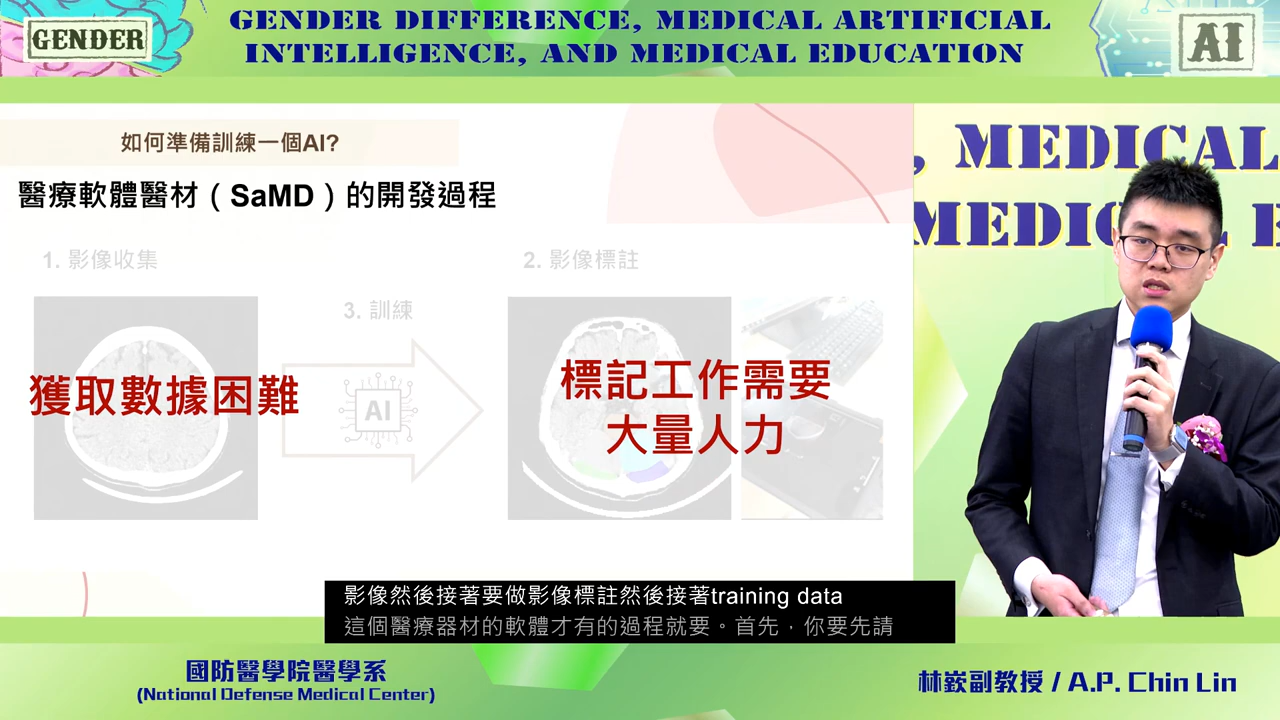 GENDER
GENDER DIFFERENCE, MEDICAL ARTIFICIAL
INTELLIGENCE, AND MEDICAL EDUCATION
AI
如何準備訓練一個AI?
醫療軟體醫材（SaMD）的開發過程
1. 影像收集
2. 影像標註
3. 訓練
AI
獲取數據困難
標記工作需要
大量人力
, MEDICAL
MEDIC
L E
影像然後接著要做影像標註然後接著training data
這個醫療器材的軟體才有的過程就要。首先，你要先請
國防醫學院醫學系
(National Defense Medical Center)
林嶔副教授 / A.P. Chin Lin